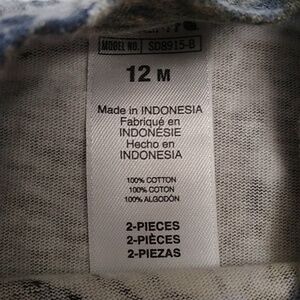 MODEL NO. SD8915-B
12 M
Made in INDONESIA
Fabriqué en
INDONÉSIE
Hecho en
INDONESIA
100% COTTON
100% COTON
100% ALGODÓN
2-PIECES
2-PIÈCES
2-PIEZAS